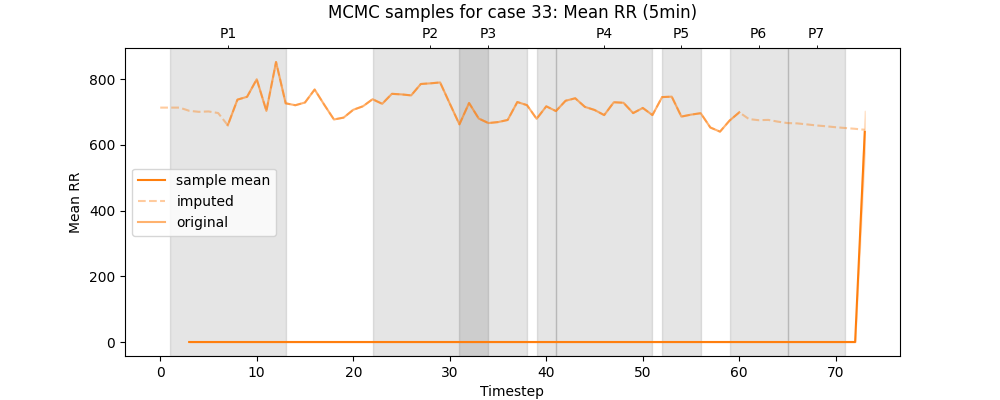 MCMC samples for case 33: Mean RR (5min)
P1 P2 P3 P4 P5 P6 P7
800
600
400
200
0
Mean RR
sample mean
imputed
original
0 10 20 30 40 50 60 70
Timestep